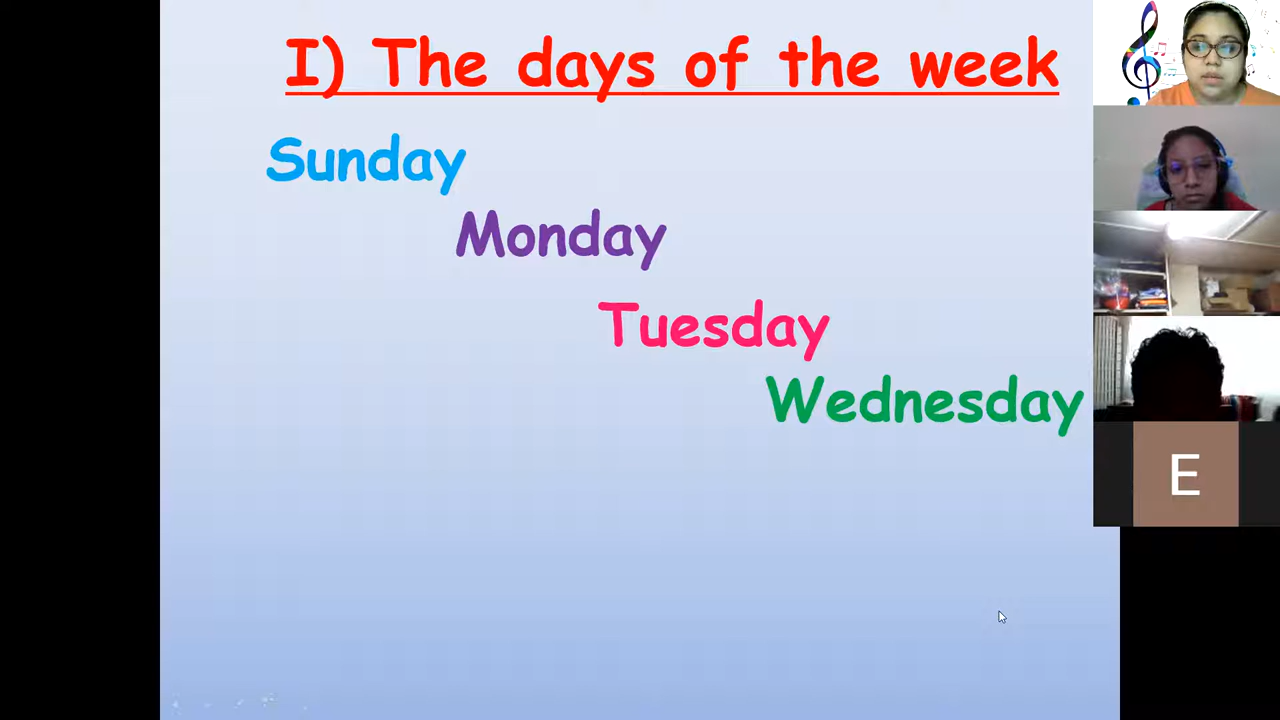 I) The days of the week
Sunday
Monday
Tuesday
Wednesday
E